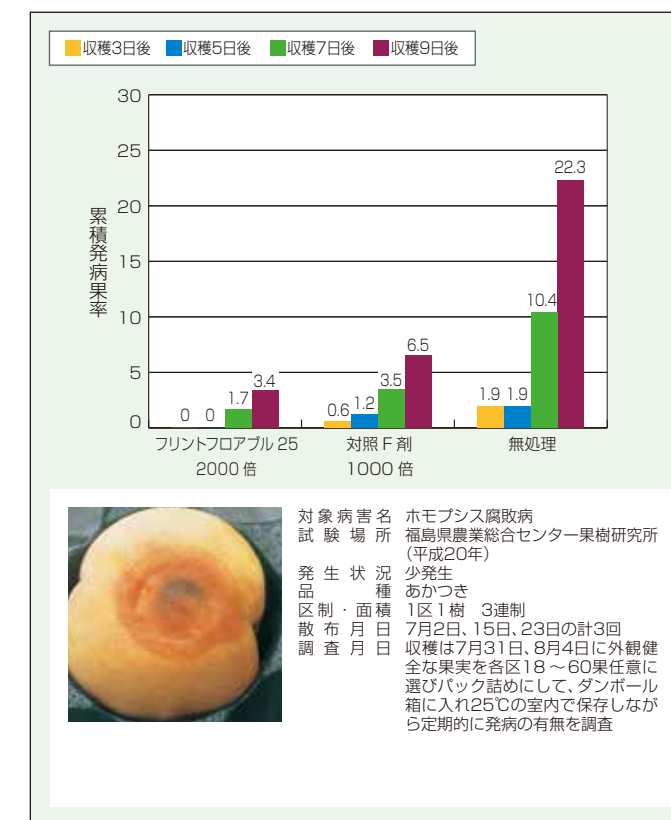 収穫3日後 収穫5日後 収穫7日後 収穫9日後
30
25
20
15
10
5
0
累積発病果率
0 0 1.7 3.4
0.6 1.2 3.5 6.5
1.9 1.9 10.4 22.3
フリントフロアブル 25
2000 倍
対照 F 剤
1000 倍
無処理
対象病害名 ホモプシス腐敗病
試験場所 福島県農業総合センター果樹研究所
(平成20年)
発生状況 少発生
品種 あかつき
区制・面積 1区1樹 3連制
散布月日 7月2日、15日、23日の計3回
調査月日 収穫は7月31日、8月4日に外観健
全な果実を各区18~60果任意に
選びパック詰めにして、ダンボール
箱に入れ25℃の室内で保存しなが
ら定期的に発病の有無を調査